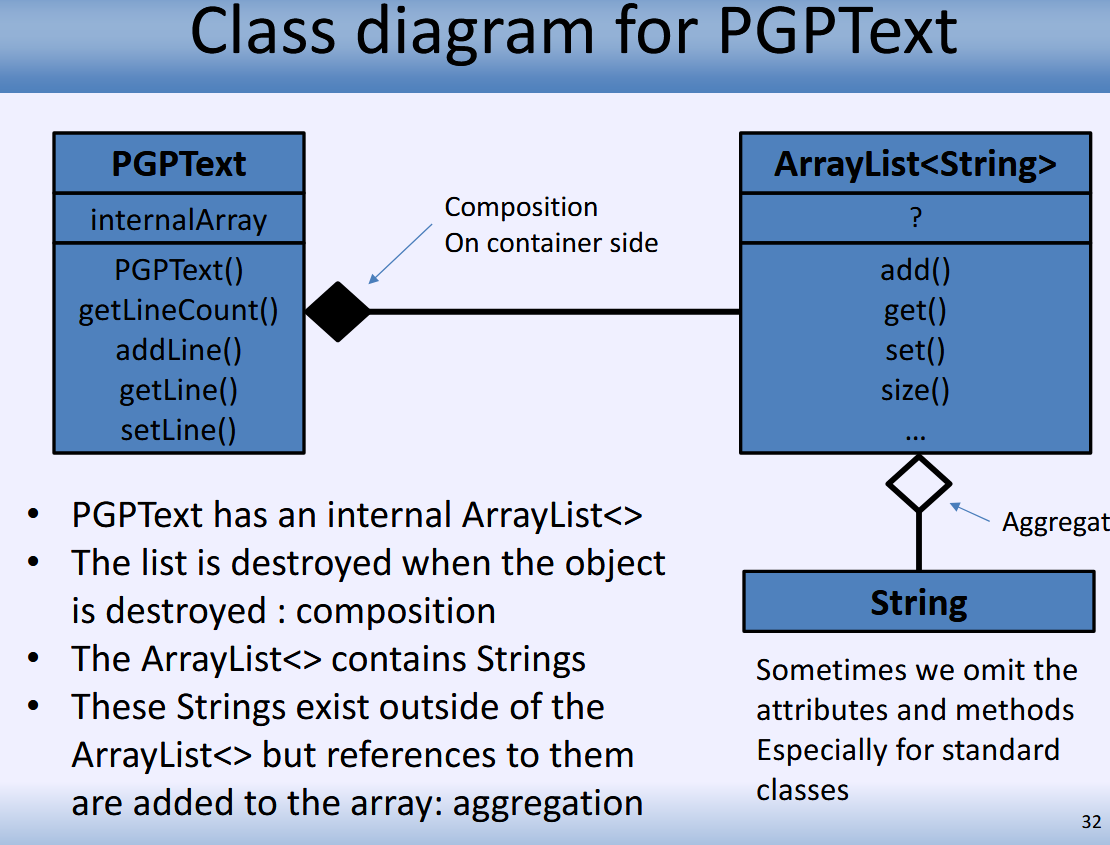 Class diagram for PGPText
PGPText
internalArray
PGPText()
getLineCount()
addLine()
getLine()
setLine()
Composition
On container side
ArrayList<String>
?
add()
get()
set()
size()
...
Aggregat
String
Sometimes we omit the
attributes and methods
Especially for standard
classes
• PGPText has an internal ArrayList<>
• The list is destroyed when the object
is destroyed : composition
• The ArrayList<> contains Strings
• These Strings exist outside of the
ArrayList<> but references to them
are added to the array: aggregation
32